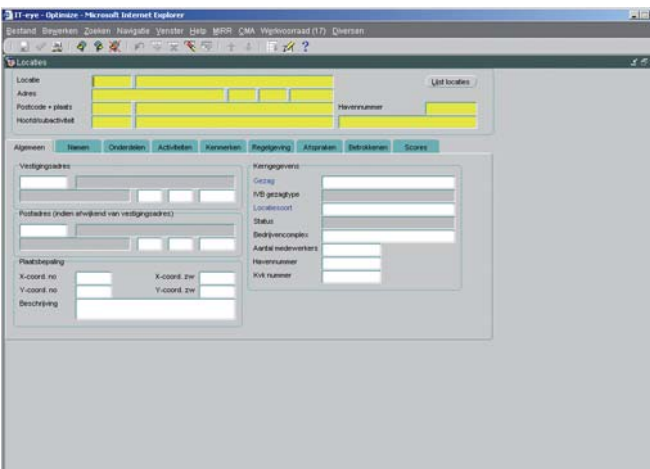 IT-eye - Optimize - Microsoft Internet Explorer
Bestand Bewerken Zoeken Navigatie Venster Help MIRR CMA Werkvoorraad (17) Diversen
Locaties
Locatie
List locaties
Adres
Postcode + plaats Havennummer
Hoofd/subactiviteit
Algemeen Namen Onderdelen Activiteiten Kenmerken Regelgeving Afspraken Betrokkenen Scores
Vestigingsadres Kerngegevens
Gezag
IVB gezagtype
Locatiesoort
Postadres (indien afwijkend van vestigingsadres)
Status
Bedrijvencomplex
Aantal medewerkers
Plaatsbepaling
Havennummer
X-coord. no X-coord. zw
KvK nummer
Y-coord. no Y-coord. zw
Beschrijving